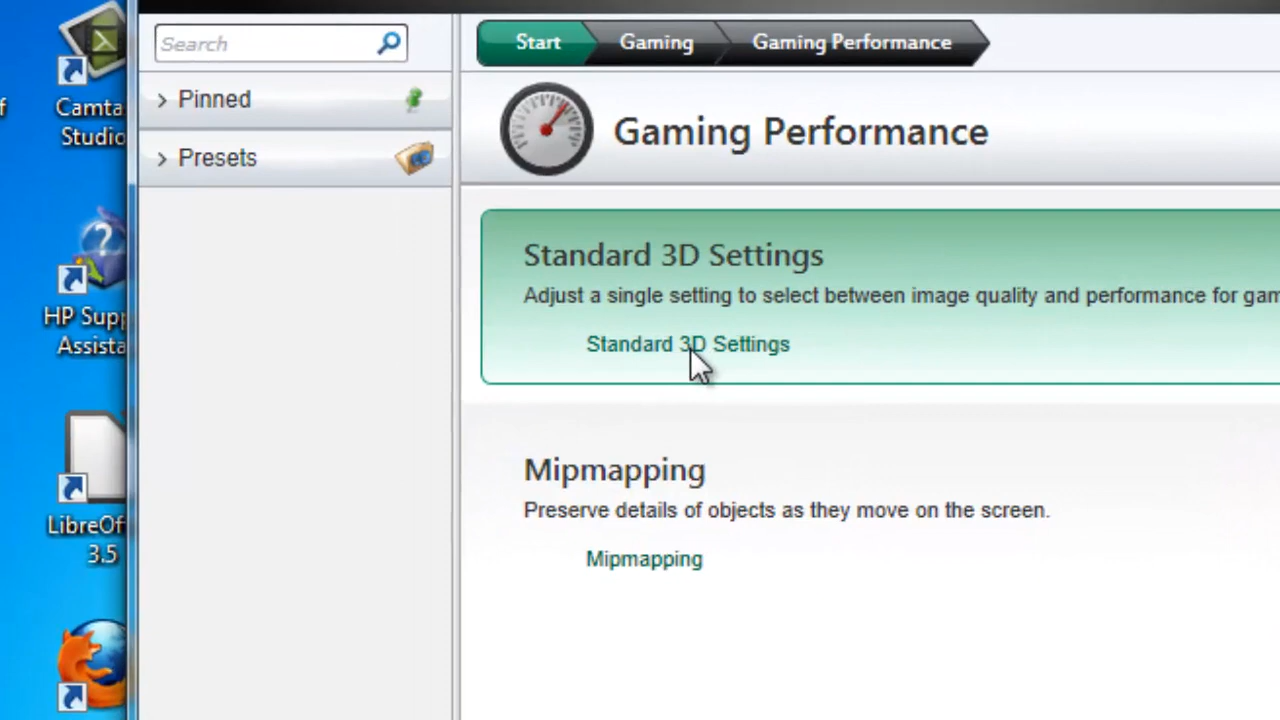 f
Camta
Studio
HP Supp
Assista
LibreOf
3.5
Search
Pinned
Presets
Start
Gaming
Gaming Performance
Gaming Performance
Standard 3D Settings
Adjust a single setting to select between image quality and performance for gam
Standard 3D Settings
Mipmapping
Preserve details of objects as they move on the screen.
Mipmapping